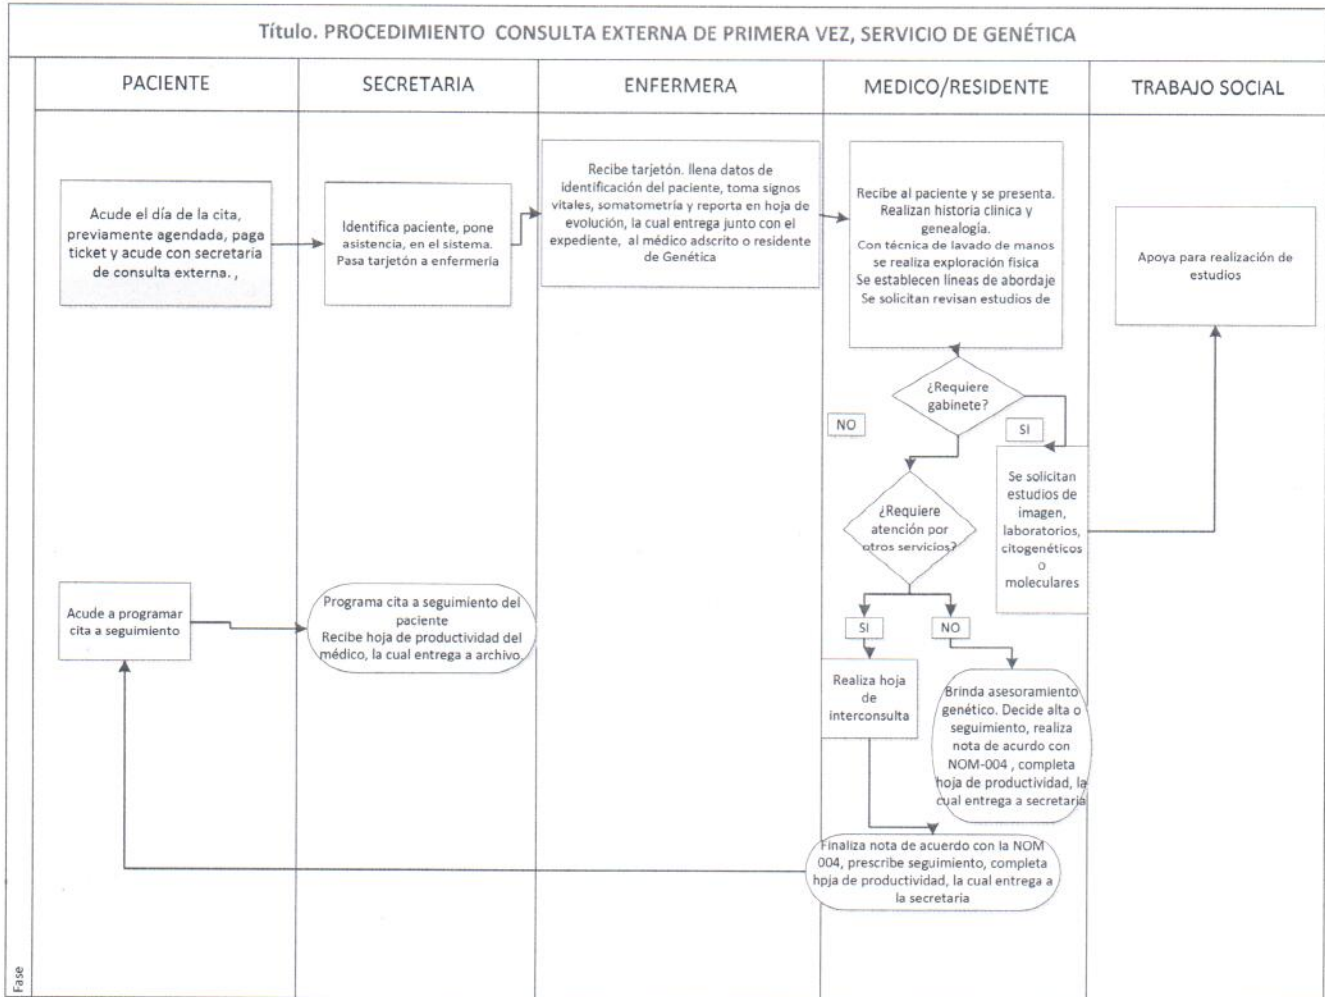 Título. PROCEDIMIENTO CONSULTA EXTERNA DE PRIMERA VEZ, SERVICIO DE GENÉTICA
PACIENTE
SECRETARIA
ENFERMERA
MEDICO/RESIDENTE
TRABAJO SOCIAL
Acude el día de la cita,
previamente agendada, paga
ticket y acude con secretaria
de consulta externa. ,
Identifica paciente, pone
asistencia, en el sistema.
Pasa tarjetón a enfermería
Recibe tarjetón. llena datos de
identificación del paciente, toma signos
vitales, somatometría y reporta en hoja de
evolución, la cual entrega junto con el
expediente, al médico adscrito o residente
de Genética
Recibe al paciente y se presenta.
Realizan historia clínica y
genealogía.
Con técnica de lavado de manos
se realiza exploración física
Se establecen líneas de abordaje
Se solicitan revisan estudios de
Apoya para realización de
estudios
¿Requiere
gabinete?
NO
SI
Se solicitan
estudios de
imagen,
laboratorios,
citogenéticos
o
moleculares
¿Requiere
atención por
otros servicios?
SI
NO
Acude a programar
cita a seguimiento
Programa cita a seguimiento del
paciente
Recibe hoja de productividad del
médico, la cual entrega a archivo.
Realiza hoja
de
interconsulta
Brinda asesoramiento
genético. Decide alta o
seguimiento, realiza
nota de acurdo con
NOM-004 , completa
hoja de productividad, la
cual entrega a secretaria
Finaliza nota de acuerdo con la NOM
004, prescribe seguimiento, completa
hpja de productividad, la cual entrega a
la secretaria
Fase